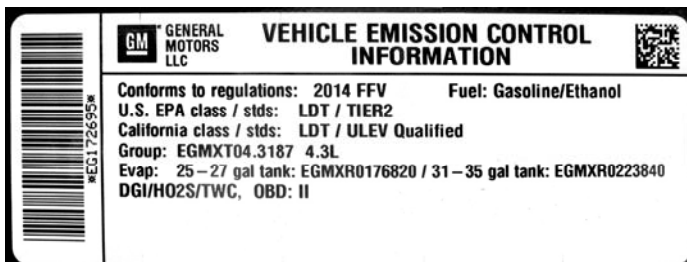 GM GENERAL MOTORS LLC
VEHICLE EMISSION CONTROL INFORMATION
Conforms to regulations: 2014 FFV Fuel: Gasoline/Ethanol
U.S. EPA class / stds: LDT / TIER2
California class / stds: LDT / ULEV Qualified
Group: EGMXT04.3187 4.3L
Evap: 25–27 gal tank: EGMXR0176820 / 31–35 gal tank: EGMXR0223840
DGI/HO2S/TWC, OBD: II
*EG172695*